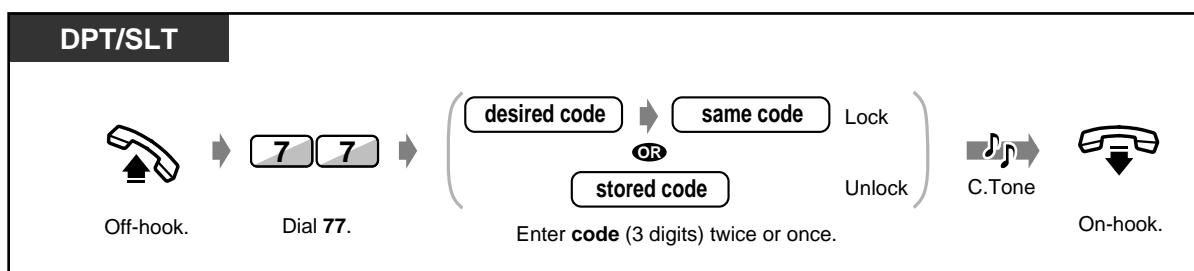 DPT/SLT
desired code same code Lock
7 7
OR
stored code Unlock
C.Tone
Off-hook. Dial 77. Enter code (3 digits) twice or once. On-hook.